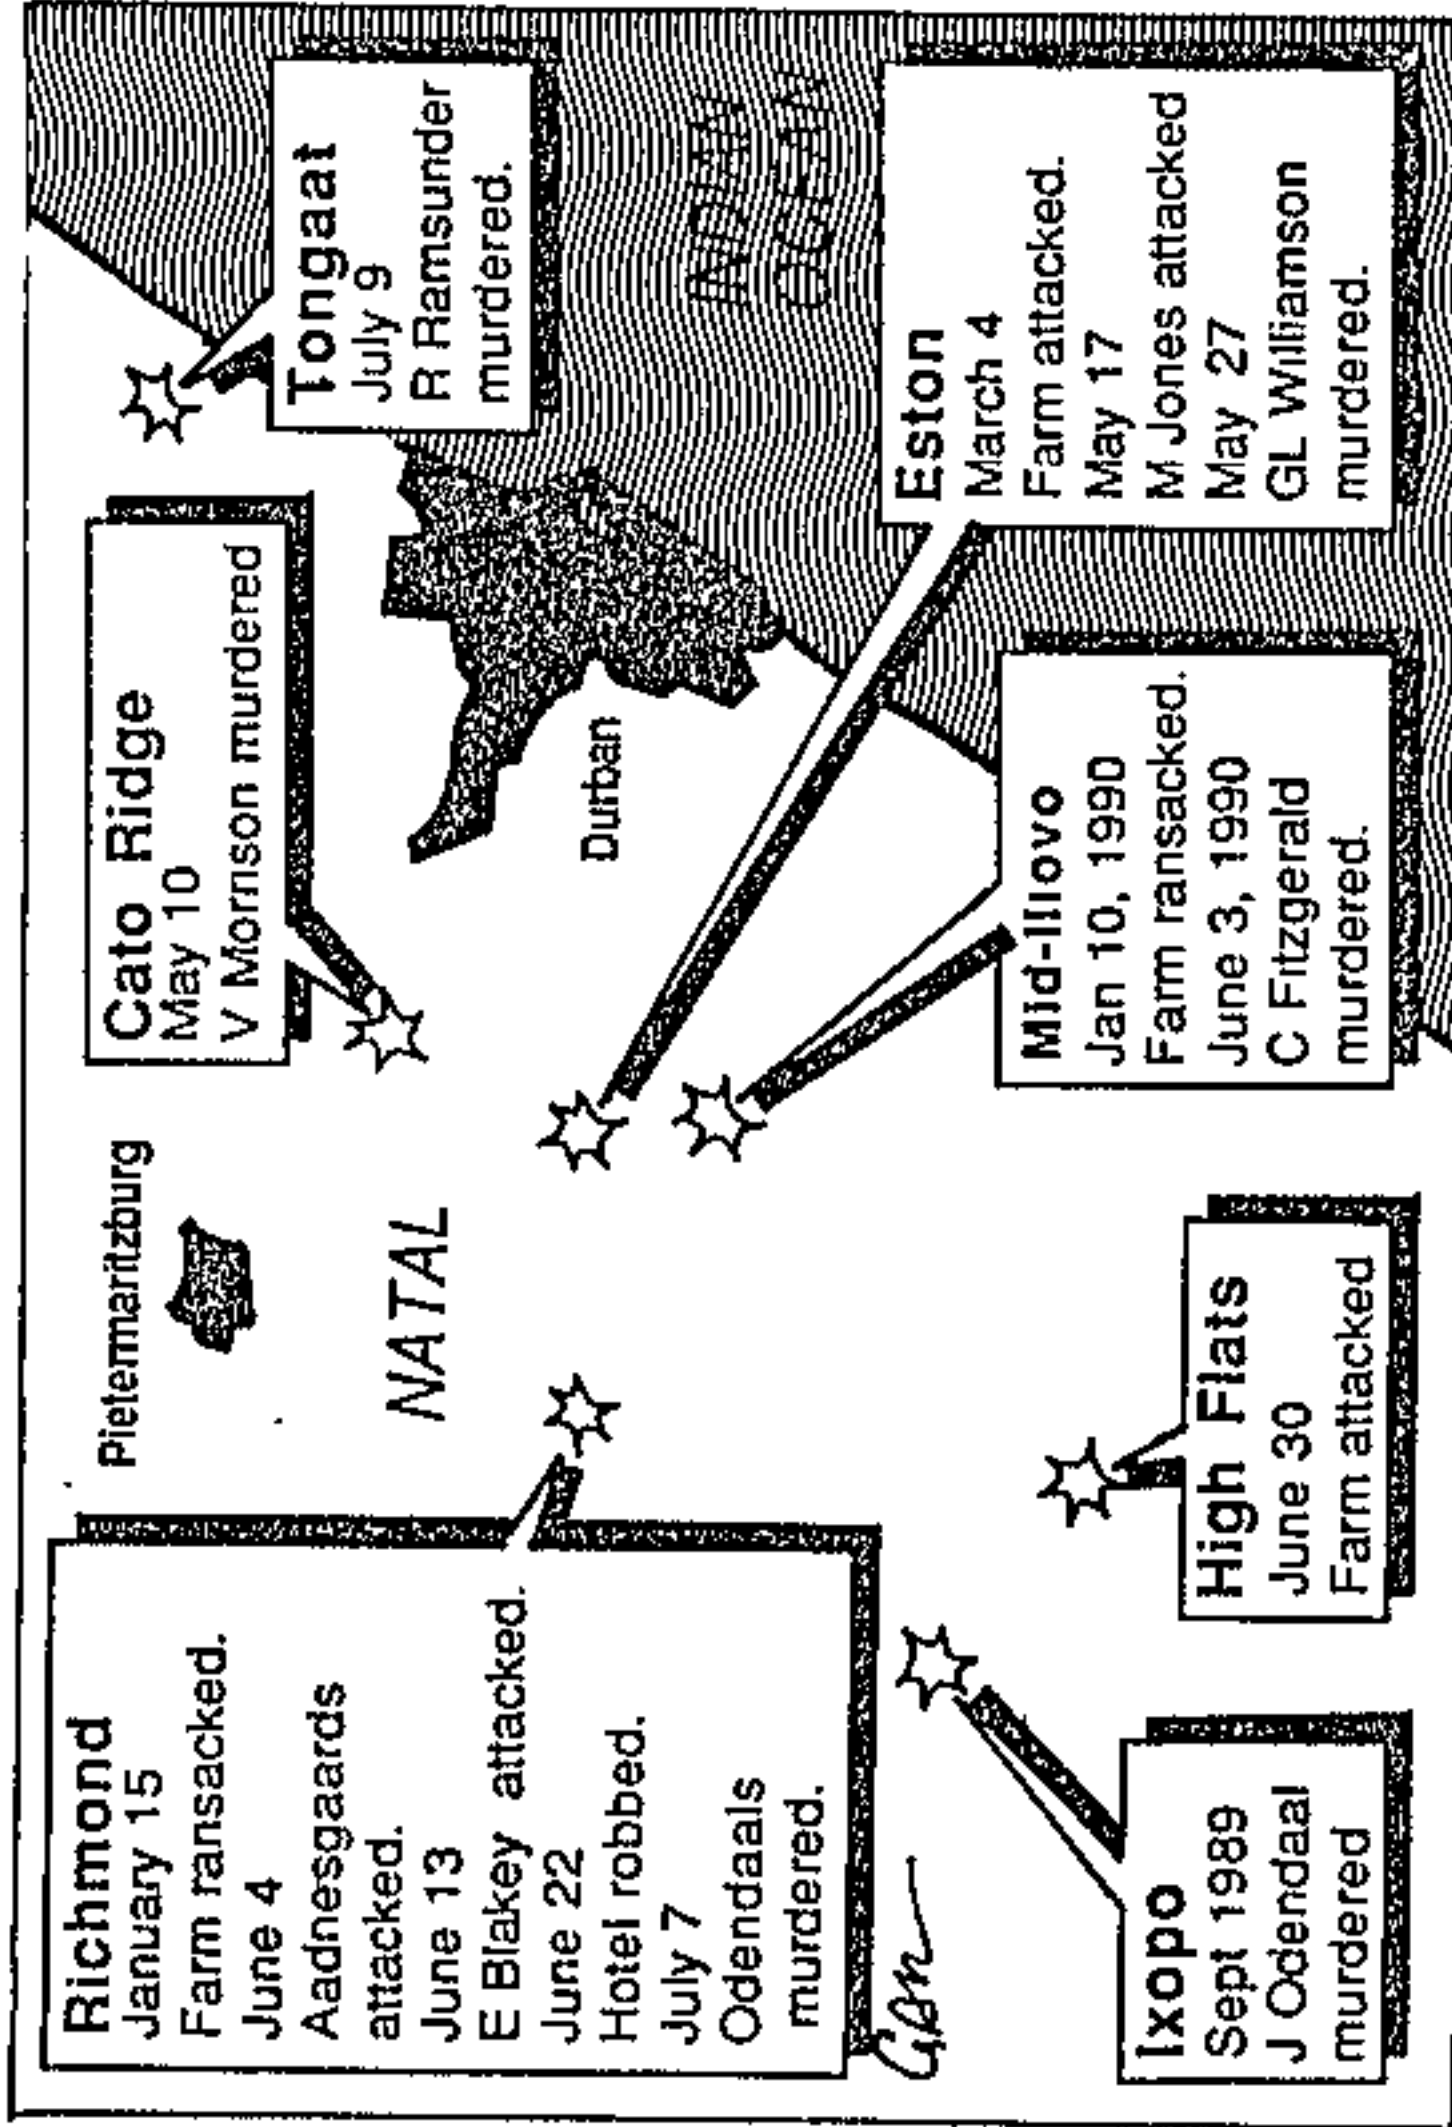 Richmond
January 15
Farm ransacked.
June 4
Aadnesgaards
attacked.
June 13
E Blakey attacked.
June 22
Hotel robbed.
July 7
Odendaals
murdered.
Pietermaritzburg
NATAL
Cato Ridge
May 10
V Mornson murdered
Tongaat
July 9
R Ramsunder
murdered.
Durban
INDIAN
OCEAN
Ixopo
Sept 1989
J Odendaal
murdered
High Flats
June 30
Farm attacked
Mid-Illovo
Jan 10, 1990
Farm ransacked.
June 3, 1990
C Fitzgerald
murdered.
Eston
March 4
Farm attacked.
May 17
M Jones attacked
May 27
GL Williamson
murdered.